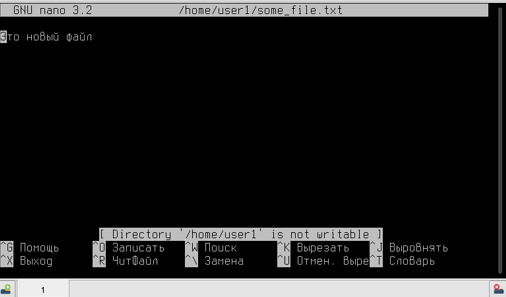 GNU nano 3.2 /home/user1/some_file.txt
Это новый файл
[ Directory '/home/user1' is not writable ]
^G Помощь ^O Записать ^W Поиск ^K Вырезать ^J Выровнять
^X Выход ^R ЧитФайл ^\ Замена ^U Отмен. Выре ^T Словарь
1